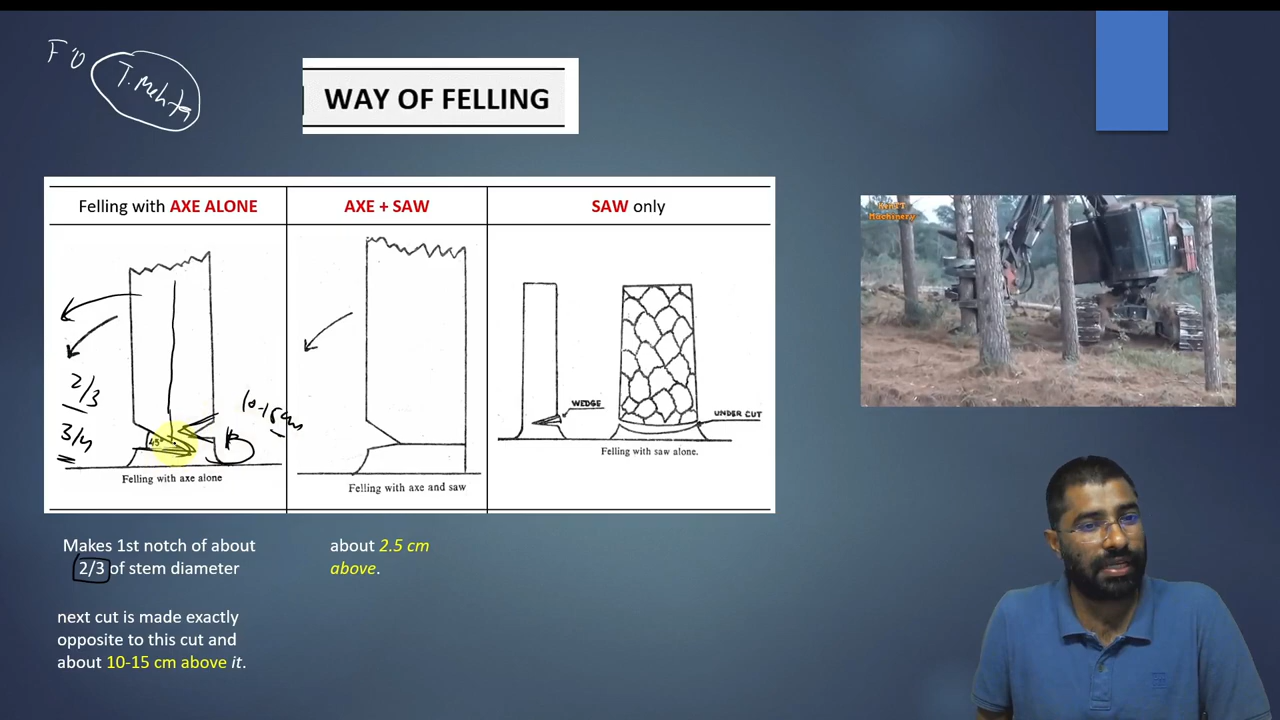 F'O
T. Mehta
WAY OF FELLING
Felling with AXE ALONE
AXE + SAW
SAW only
2/3
3/4
45°
10-15 cm
WEDGE
UNDER CUT
Felling with axe alone
Felling with axe and saw
Felling with saw alone.
Makes 1st notch of about
2/3 of stem diameter
next cut is made exactly
opposite to this cut and
about 10-15 cm above it.
about 2.5 cm
above.
Machinery